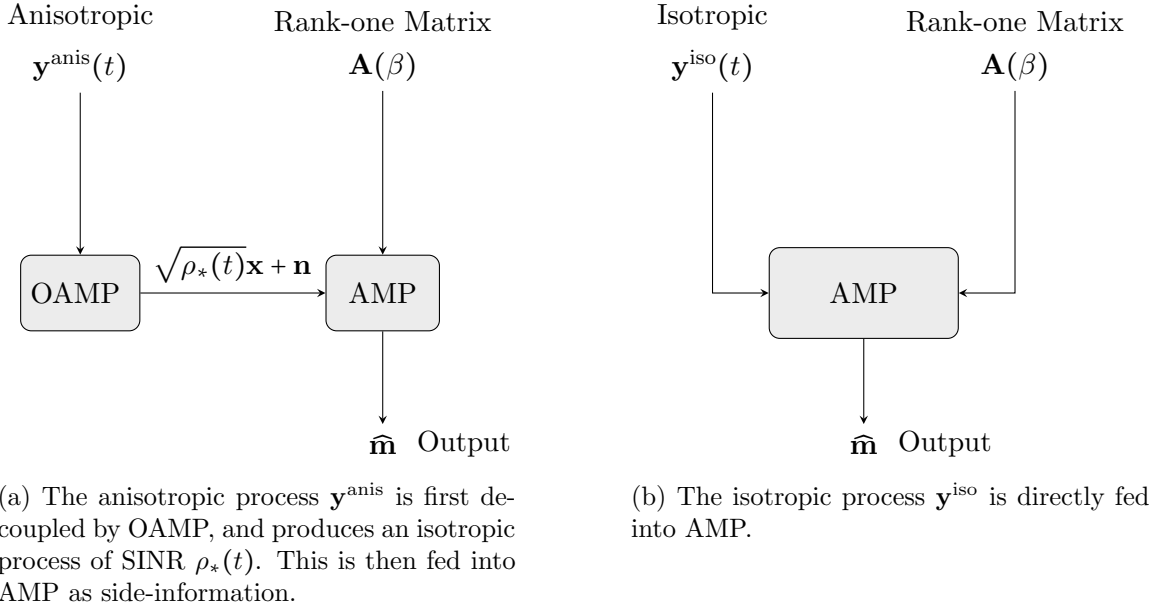 Anisotropic
Rank-one Matrix
y^anis(t)
A(β)
OAMP
√ρ∗(t)x + n
AMP
m̂ Output
(a) The anisotropic process y^anis is first de-
coupled by OAMP, and produces an isotropic
process of SINR ρ∗(t). This is then fed into
AMP as side-information.
Isotropic
Rank-one Matrix
y^iso(t)
A(β)
AMP
m̂ Output
(b) The isotropic process y^iso is directly fed
into AMP.